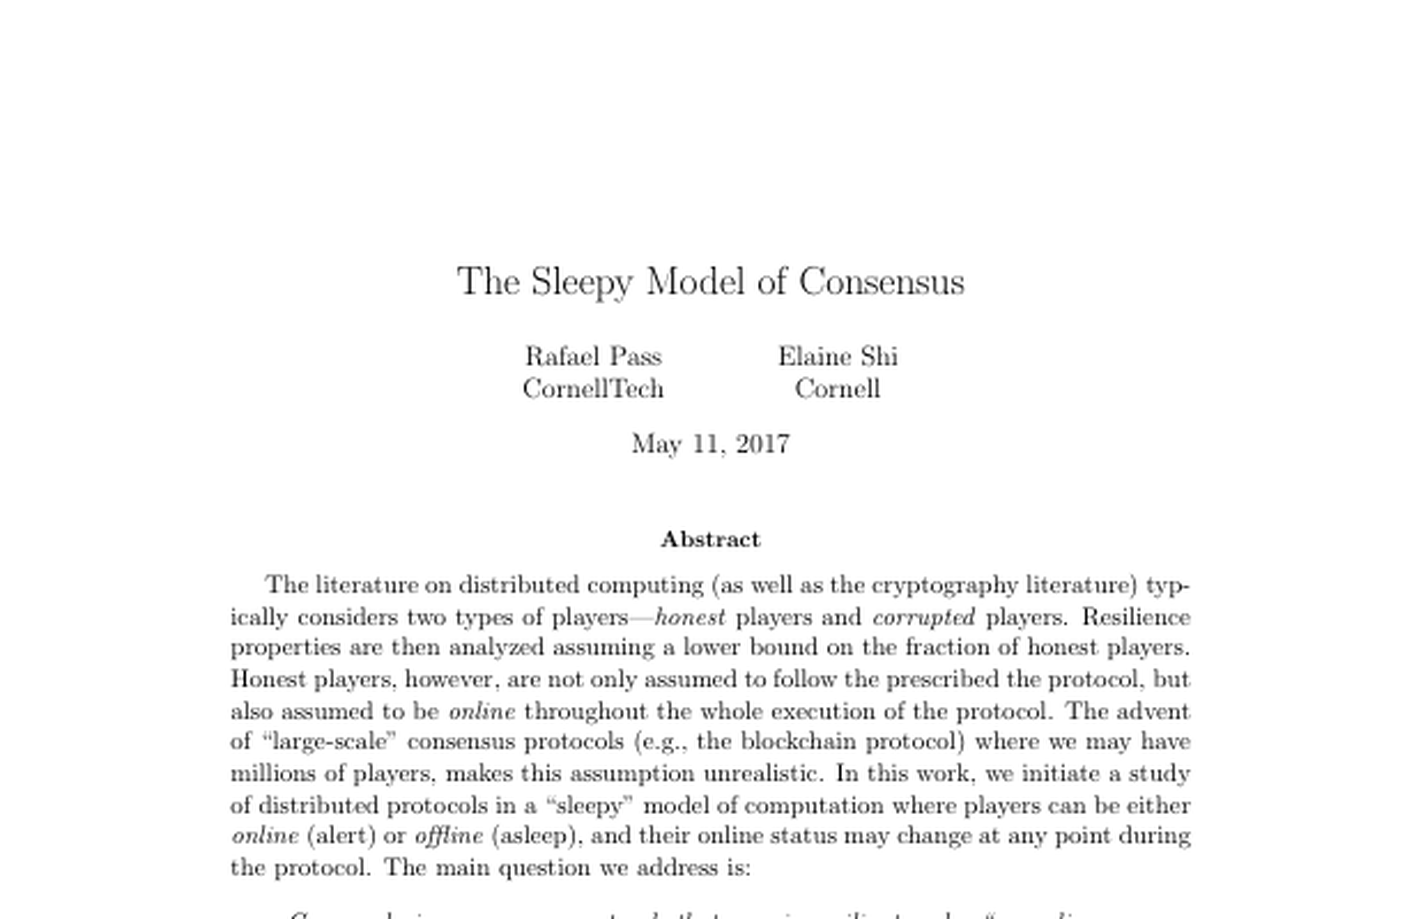 The Sleepy Model of Consensus
Rafael Pass
CornellTech
Elaine Shi
Cornell
May 11, 2017
Abstract
The literature on distributed computing (as well as the cryptography literature) typ-
ically considers two types of players—honest players and corrupted players. Resilience
properties are then analyzed assuming a lower bound on the fraction of honest players.
Honest players, however, are not only assumed to follow the prescribed the protocol, but
also assumed to be online throughout the whole execution of the protocol. The advent
of “large-scale” consensus protocols (e.g., the blockchain protocol) where we may have
millions of players, makes this assumption unrealistic. In this work, we initiate a study
of distributed protocols in a “sleepy” model of computation where players can be either
online (alert) or offline (asleep), and their online status may change at any point during
the protocol. The main question we address is: